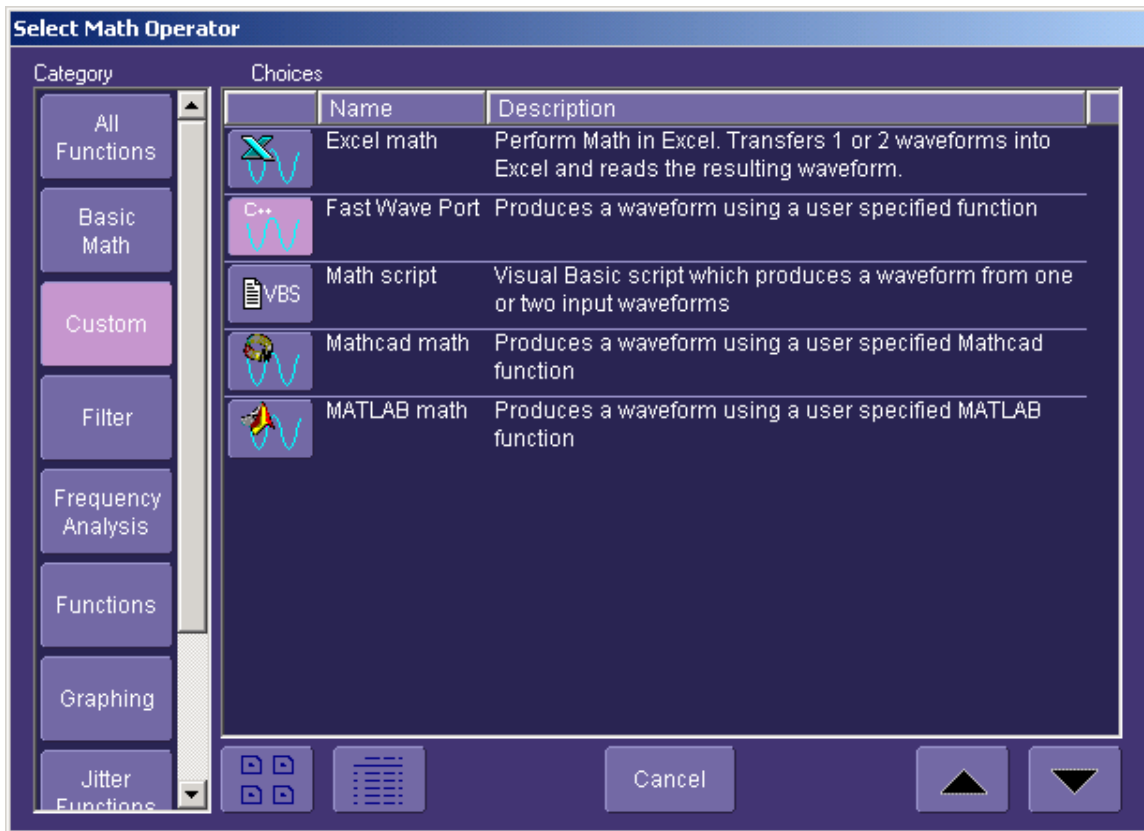 Select Math Operator
Category
Choices
All
Functions
Basic
Math
Custom
Filter
Frequency
Analysis
Functions
Graphing
Jitter
Functions
Name
Description
Excel math
Perform Math in Excel. Transfers 1 or 2 waveforms into
Excel and reads the resulting waveform.
C++
Fast Wave Port
Produces a waveform using a user specified function
VBS
Math script
Visual Basic script which produces a waveform from one
or two input waveforms
Mathcad math
Produces a waveform using a user specified Mathcad
function
MATLAB math
Produces a waveform using a user specified MATLAB
function
Cancel